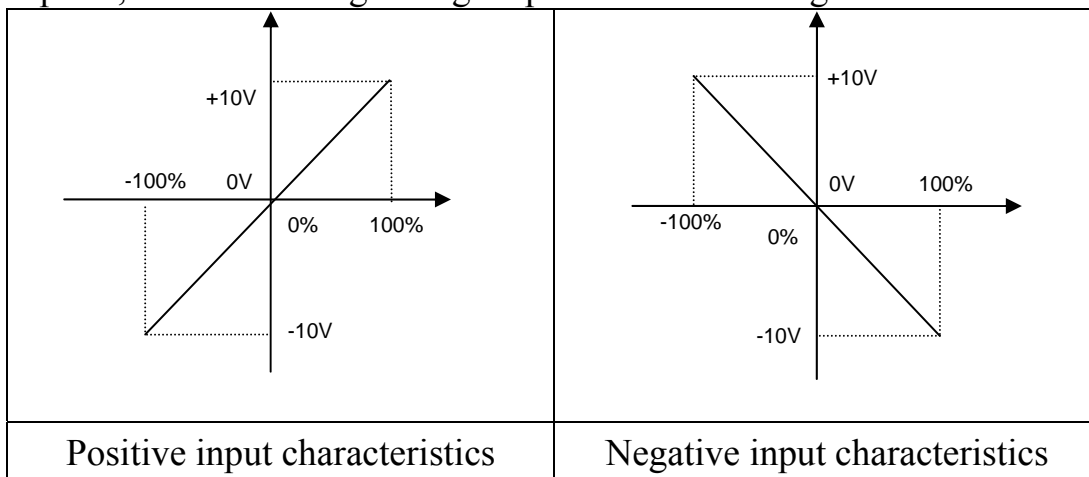 +10V
-100% 0V
0% 100%
-10V
+10V
0V 100%
-100%
0%
-10V
Positive input characteristics
Negative input characteristics